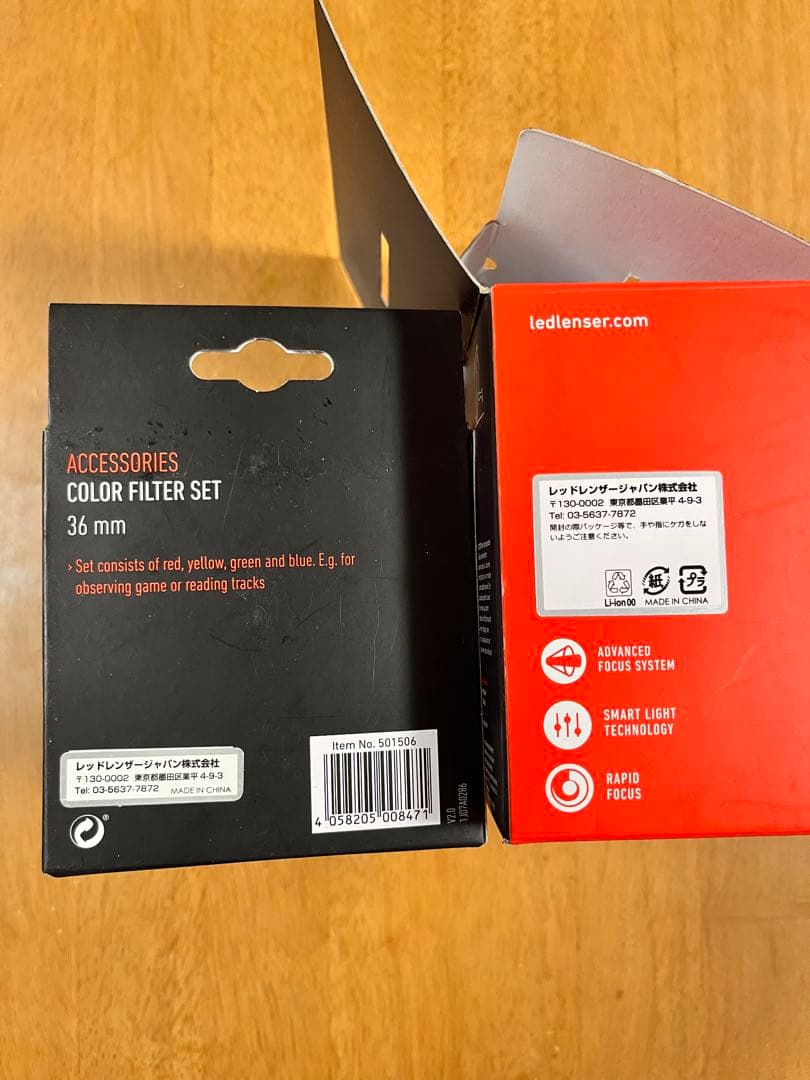 ACCESSORIES
COLOR FILTER SET
36 mm
› Set consists of red, yellow, green and blue. E.g. for
observing game or reading tracks
レッドレンザージャパン株式会社
〒130-0002 東京都墨田区業平 4-9-3
Tel: 03-5637-7872 MADE IN CHINA
Item No. 501506
4 058205 008471
V2.0
1J07A0286
ledlenser.com
レッドレンザージャパン株式会社
〒130-0002 東京都墨田区業平 4-9-3
Tel: 03-5637-7872
開封の際パッケージ等で、手や指にケガをしな
いようご注意ください。
紙
プラ
Li-ion 00 MADE IN CHINA
ADVANCED
FOCUS SYSTEM
SMART LIGHT
TECHNOLOGY
RAPID
FOCUS